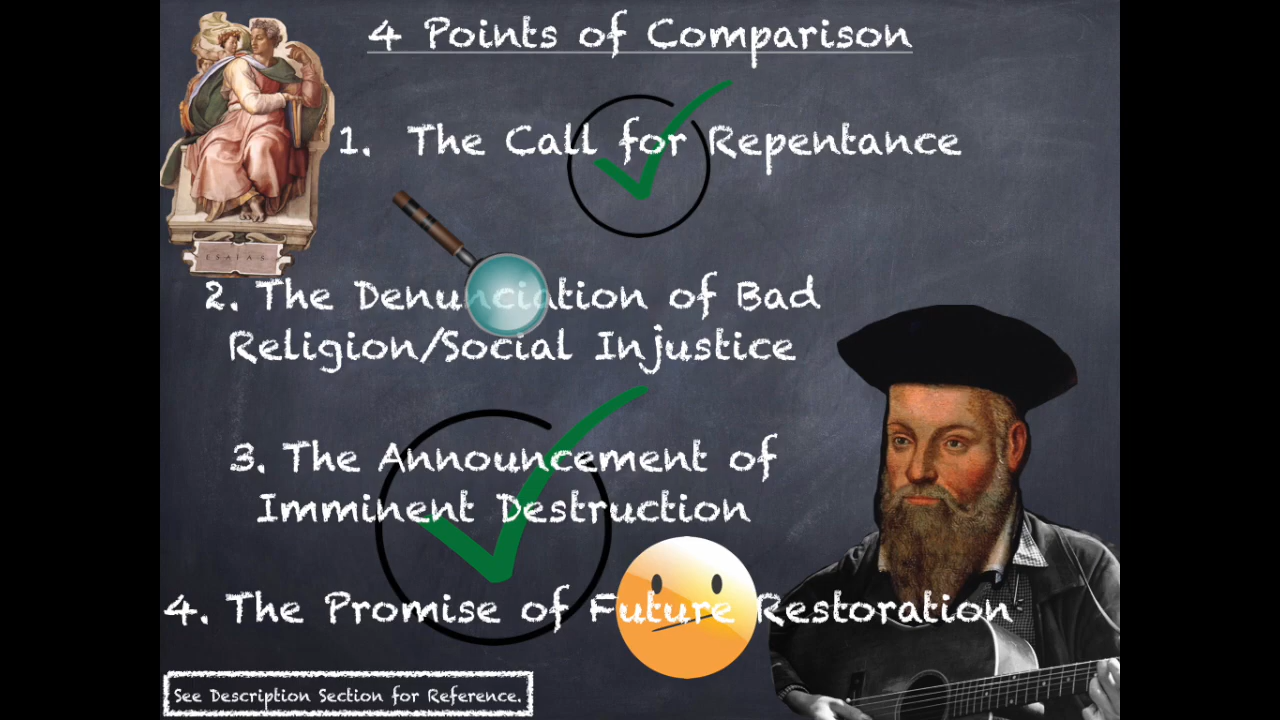 4 Points of Comparison
1. The Call for Repentance
ESAIAS
2. The Denunciation of Bad
Religion/Social Injustice
3. The Announcement of
Imminent Destruction
4. The Promise of Future Restoration
See Description Section for Reference.